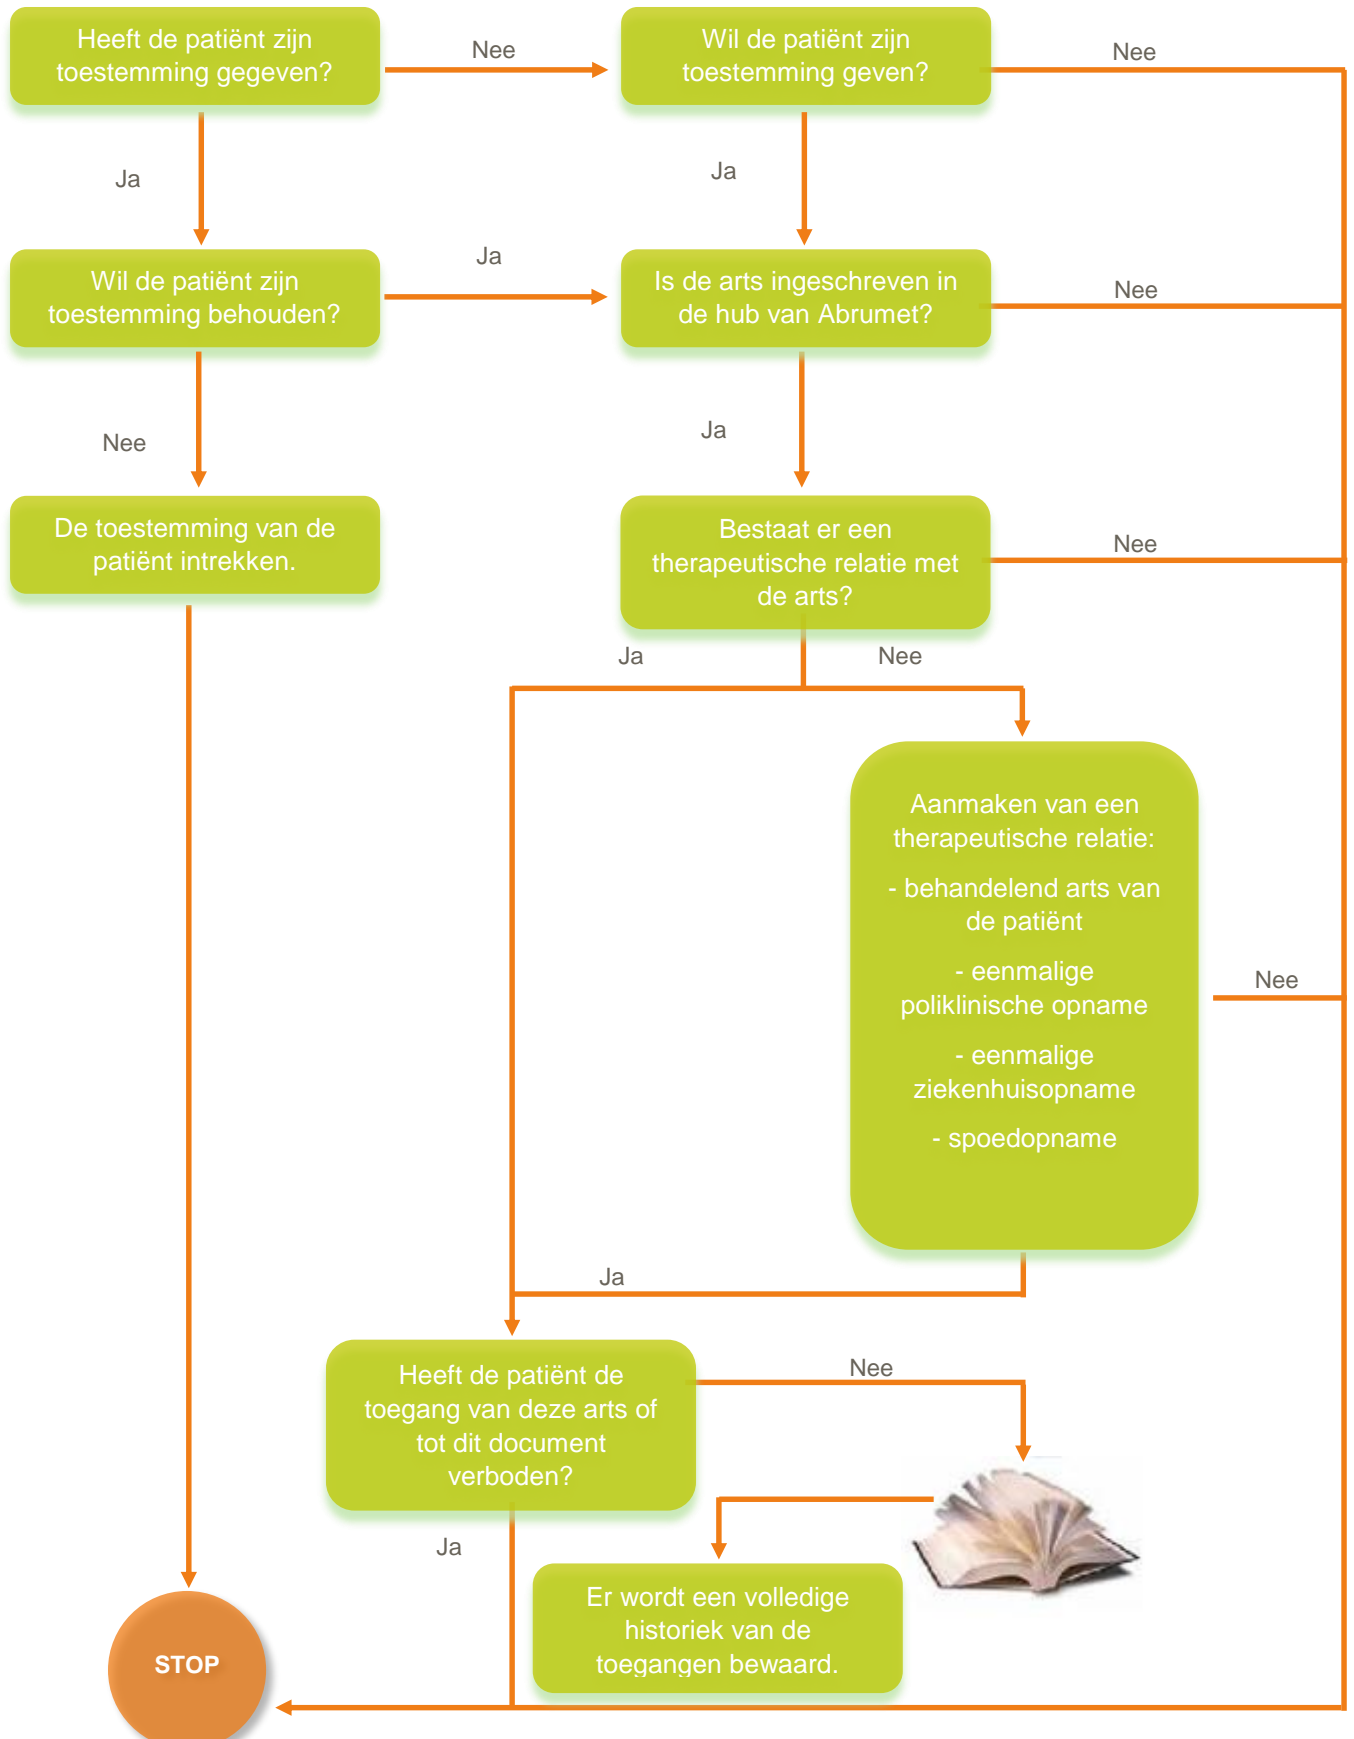 Heeft de patiënt zijn
toestemming gegeven?
Nee
Wil de patiënt zijn
toestemming geven?
Nee
Ja
Ja
Wil de patiënt zijn
toestemming behouden?
Ja
Is de arts ingeschreven in
de hub van Abrumet?
Nee
Nee
Ja
De toestemming van de
patiënt intrekken.
Bestaat er een
therapeutische relatie met
de arts?
Nee
Ja
Nee
Aanmaken van een
therapeutische relatie:
- behandelend arts van
de patiënt
- eenmalige
poliklinische opname
- eenmalige
ziekenhuisopname
- spoedopname
Nee
Ja
Heeft de patiënt de
toegang van deze arts of
tot dit document
verboden?
Nee
Ja
Er wordt een volledige
historiek van de
toegangen bewaard.
STOP